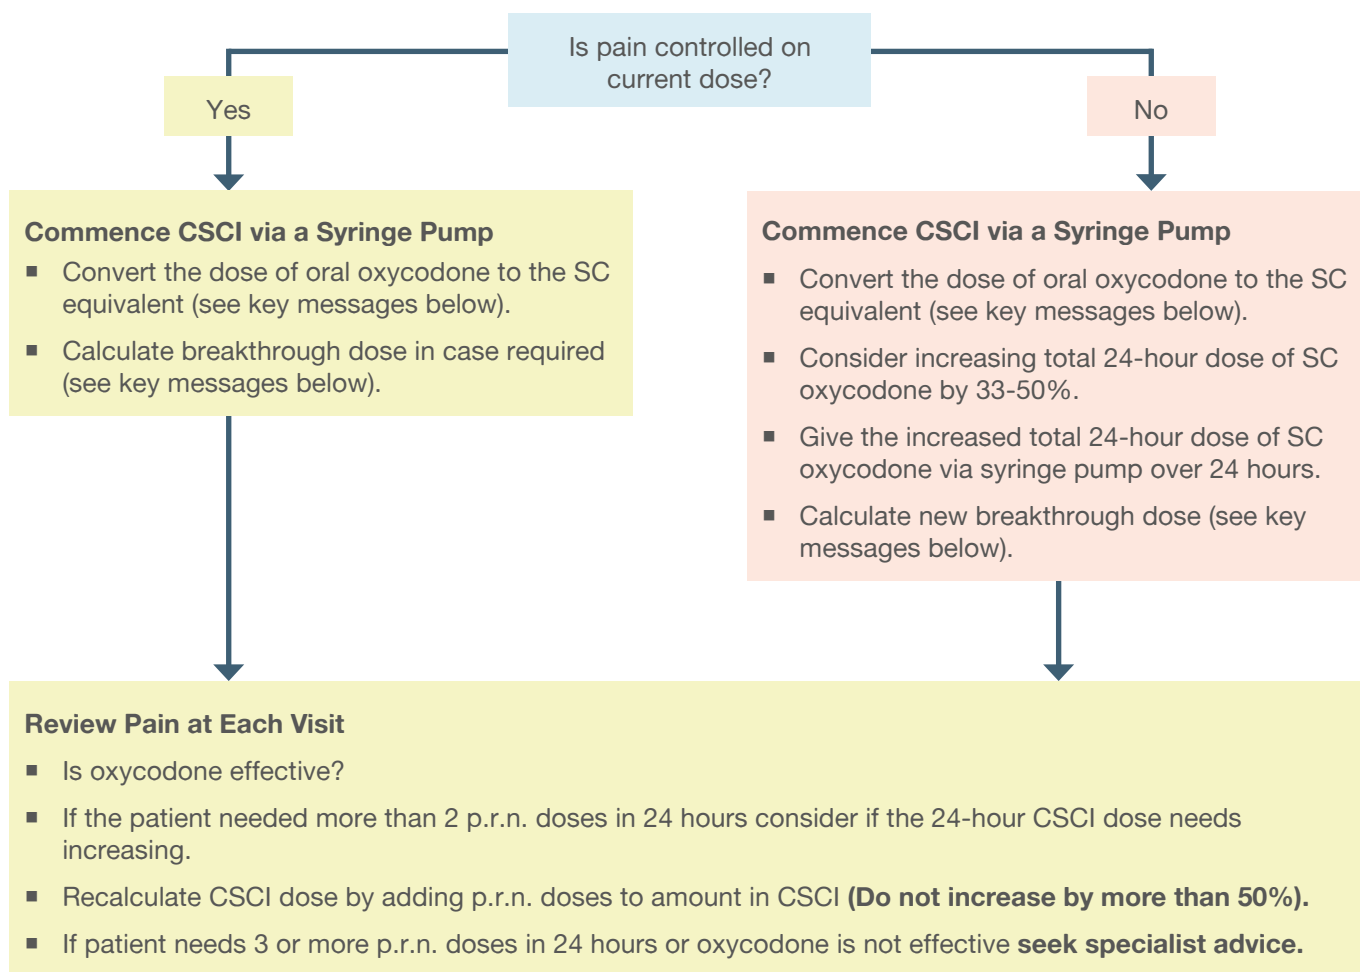 Is pain controlled on
current dose?
Yes
No
Commence CSCI via a Syringe Pump
■ Convert the dose of oral oxycodone to the SC
equivalent (see key messages below).
■ Calculate breakthrough dose in case required
(see key messages below).
Commence CSCI via a Syringe Pump
■ Convert the dose of oral oxycodone to the SC
equivalent (see key messages below).
■ Consider increasing total 24-hour dose of SC
oxycodone by 33-50%.
■ Give the increased total 24-hour dose of SC
oxycodone via syringe pump over 24 hours.
■ Calculate new breakthrough dose (see key
messages below).
Review Pain at Each Visit
■ Is oxycodone effective?
■ If the patient needed more than 2 p.r.n. doses in 24 hours consider if the 24-hour CSCI dose needs
increasing.
■ Recalculate CSCI dose by adding p.r.n. doses to amount in CSCI (Do not increase by more than 50%).
■ If patient needs 3 or more p.r.n. doses in 24 hours or oxycodone is not effective seek specialist advice.